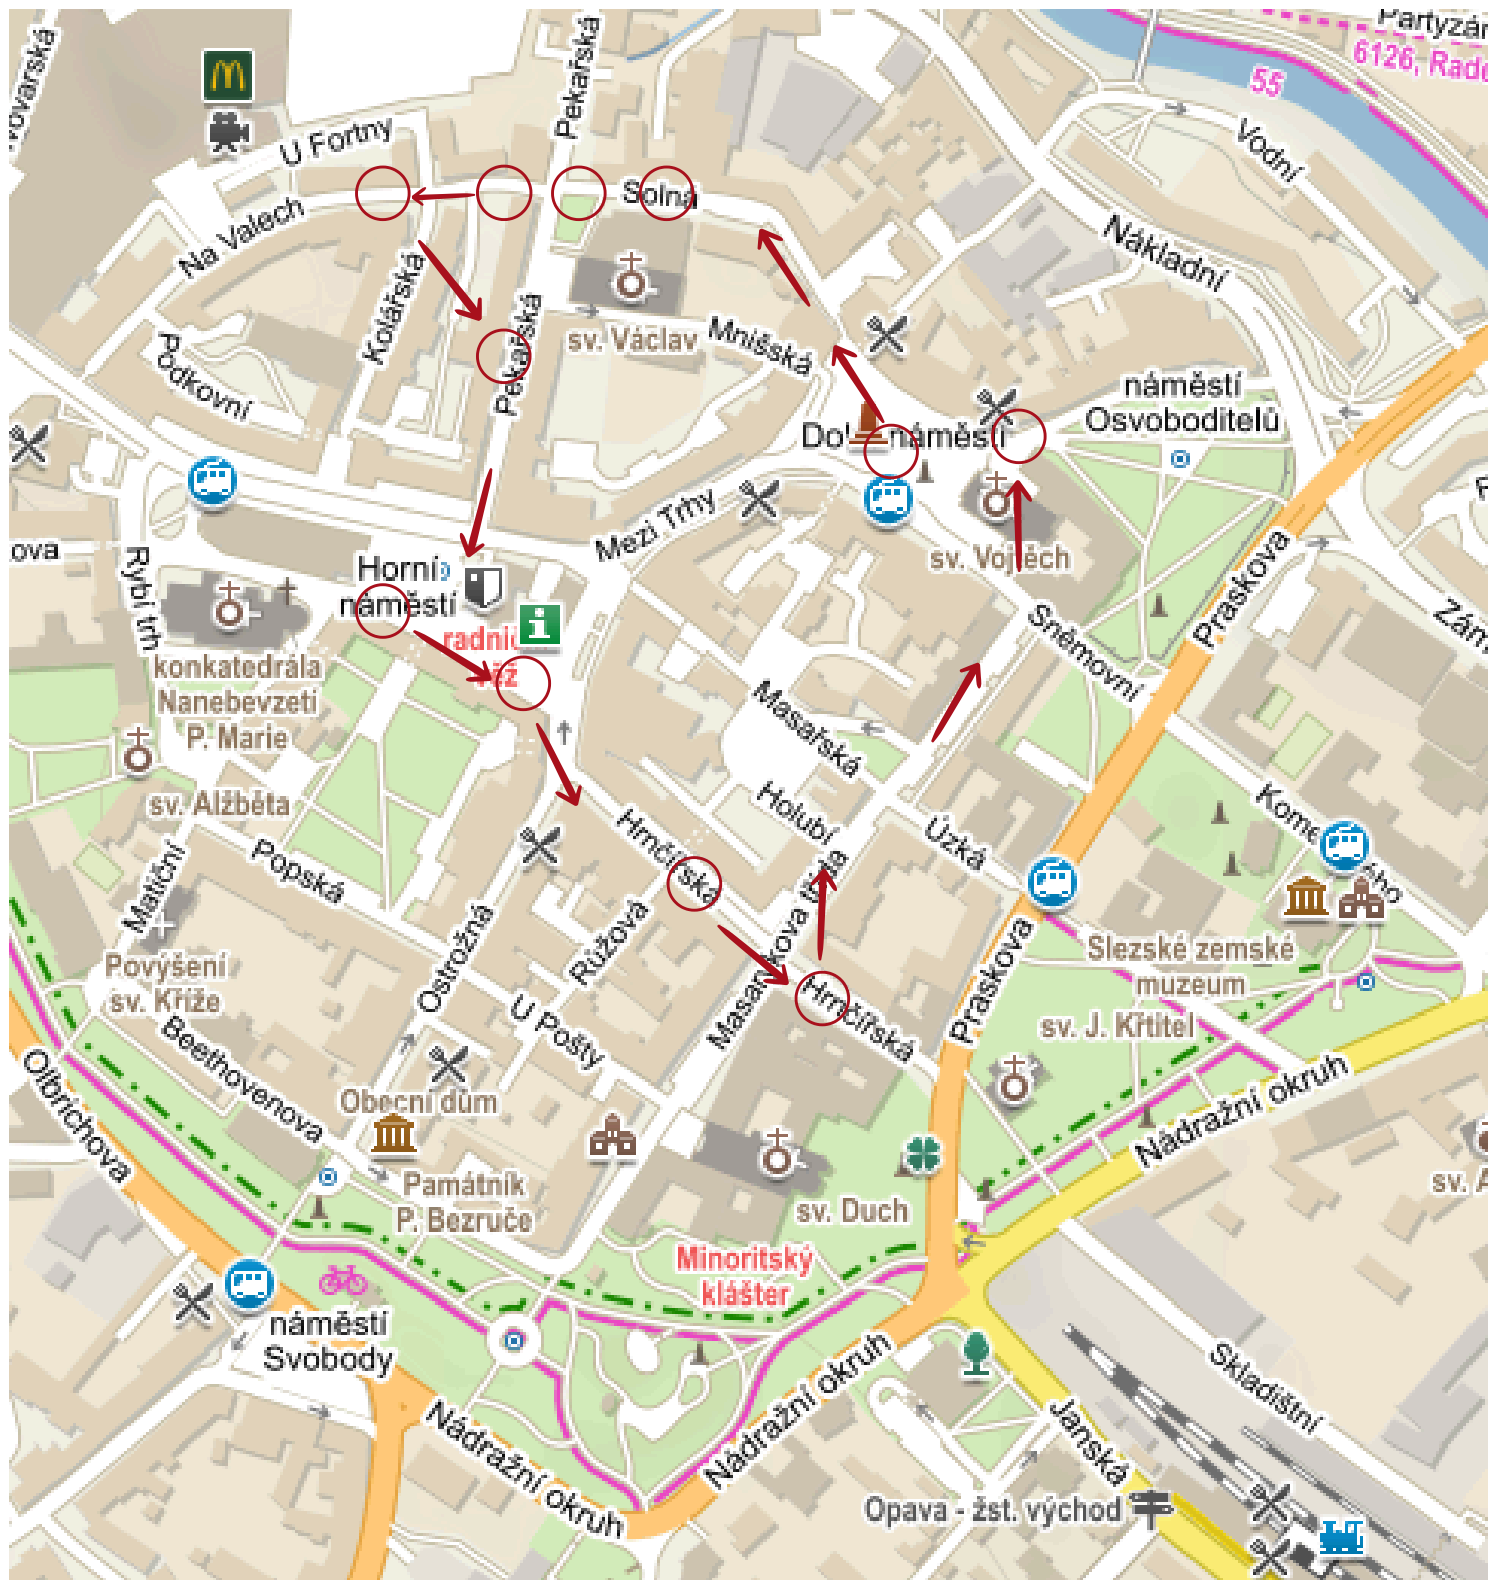 Partyzán
6126, Rade
55
ovarská
Pekařská
U Fortny
Vodní
Solná
Na Valech
Nákladní
Kolářská
Pekařská
sv. Václav
Mnišská
Podkovní
náměstí
Osvoboditelů
náměstí
Mezi Trhy
ova
Rybí trh
Horní
náměstí
sv. Vojtěch
Praskova
Sněmovní
Zám
konkatedrála
Nanebevzetí
P. Marie
Masařská
sv. Alžběta
Holubí
Hrnčířská
Úzká
Popská
Matiční
Ostrožná
Růžová
Masarykova třída
Hrnčířská
Praskova
Slezské zemské
muzeum
sv. J. Křtitel
Povýšení
sv. Kříže
U Pošty
Beethovenova
Olbrichova
Obecní dům
Nádražní okruh
Památník
P. Bezruče
sv. Duch
sv. A
Minoritský
klášter
náměstí
Svobody
Nádražní okruh
Nádražní okruh
Skladištní
Janská
Opava - žst. východ